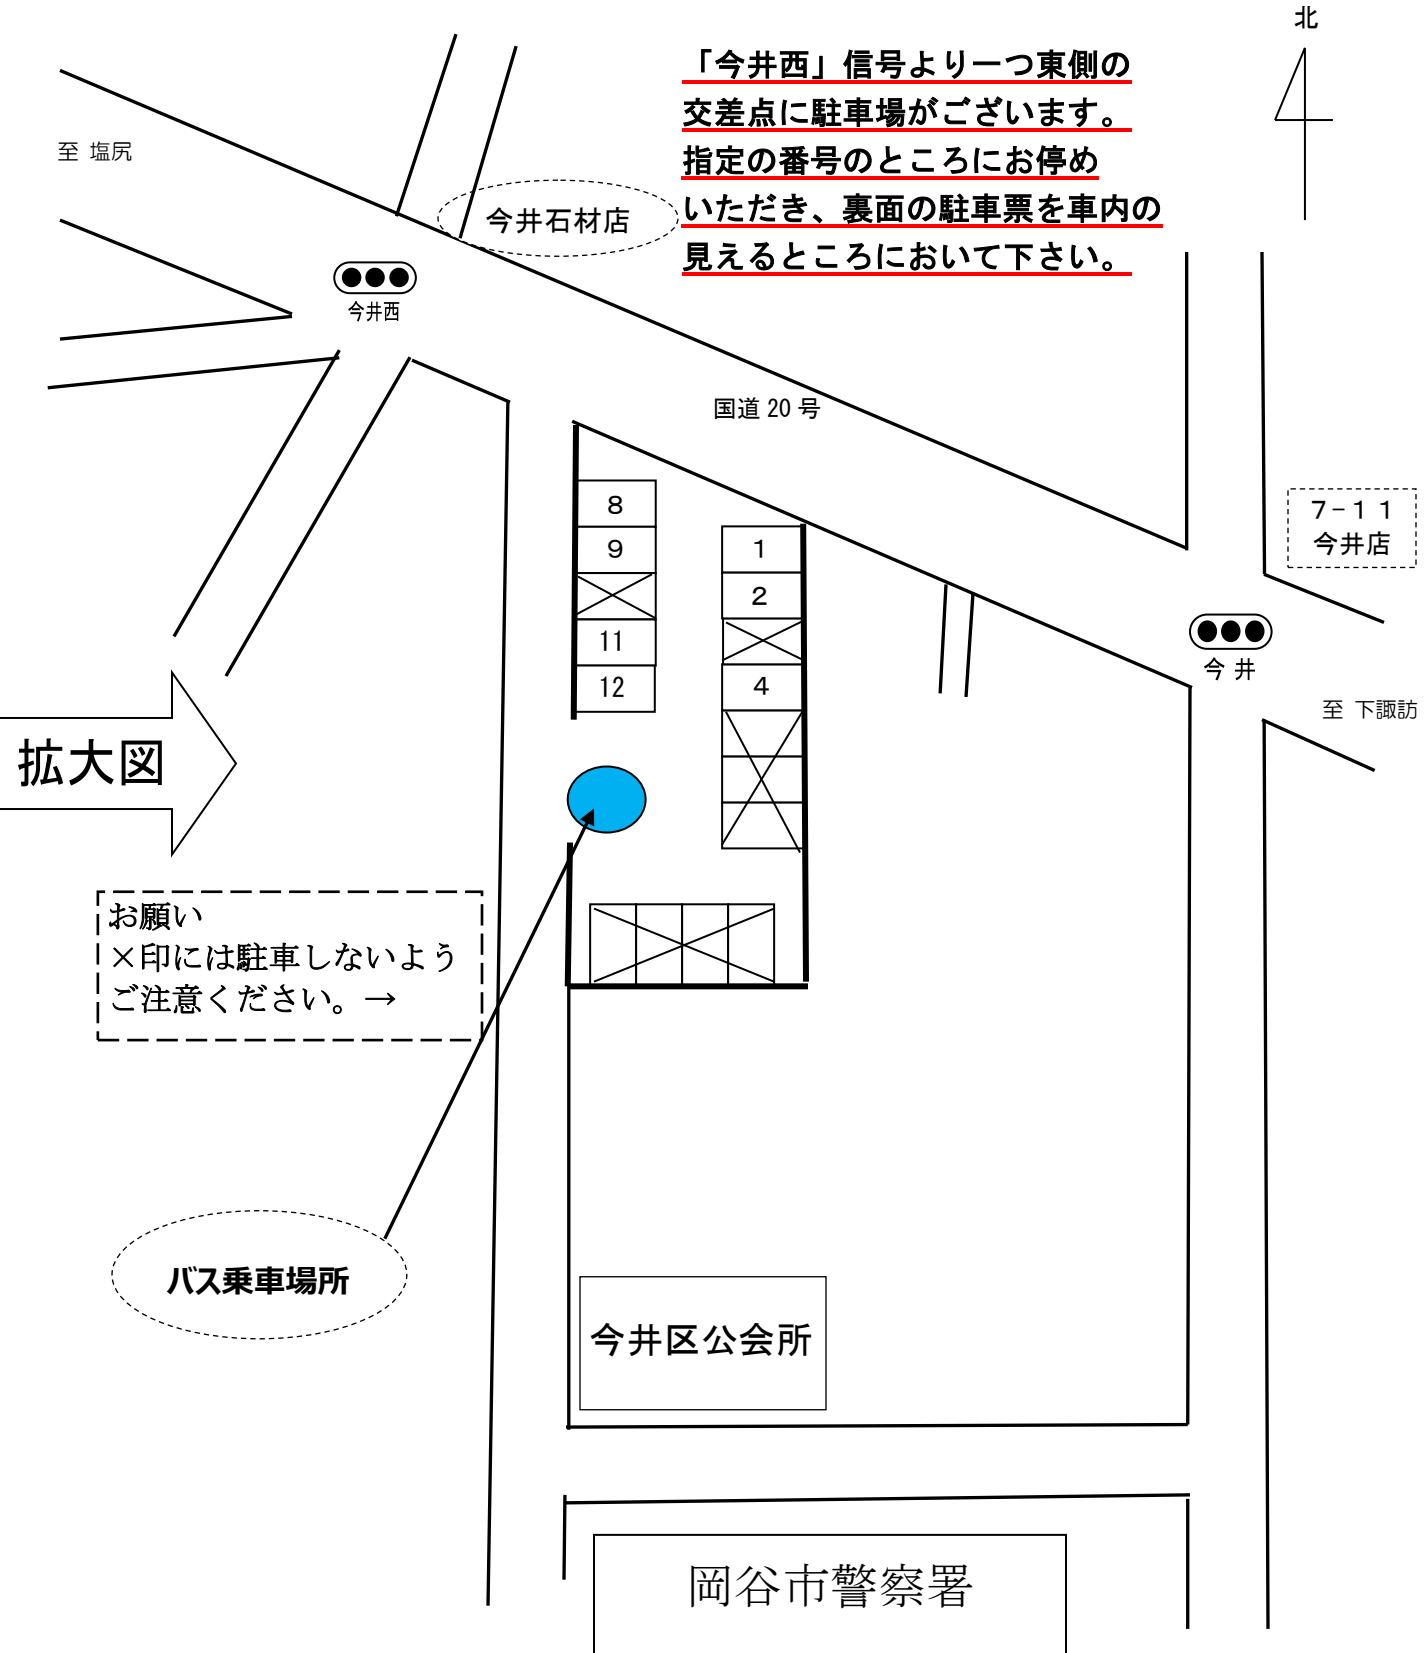 北
「今井西」信号より一つ東側の
交差点に駐車場がございます。
指定の番号のところにお停め
いただき、裏面の駐車票を車内の
見えるところにおいて下さい。
至 塩尻
今井石材店
今井西
国道 20 号
8
9
11
12
1
2
4
７−１１
今井店
今 井
至 下諏訪
拡大図
お願い
×印には駐車しないよう
ご注意ください。→
バス乗車場所
今井区公会所
岡谷市警察署